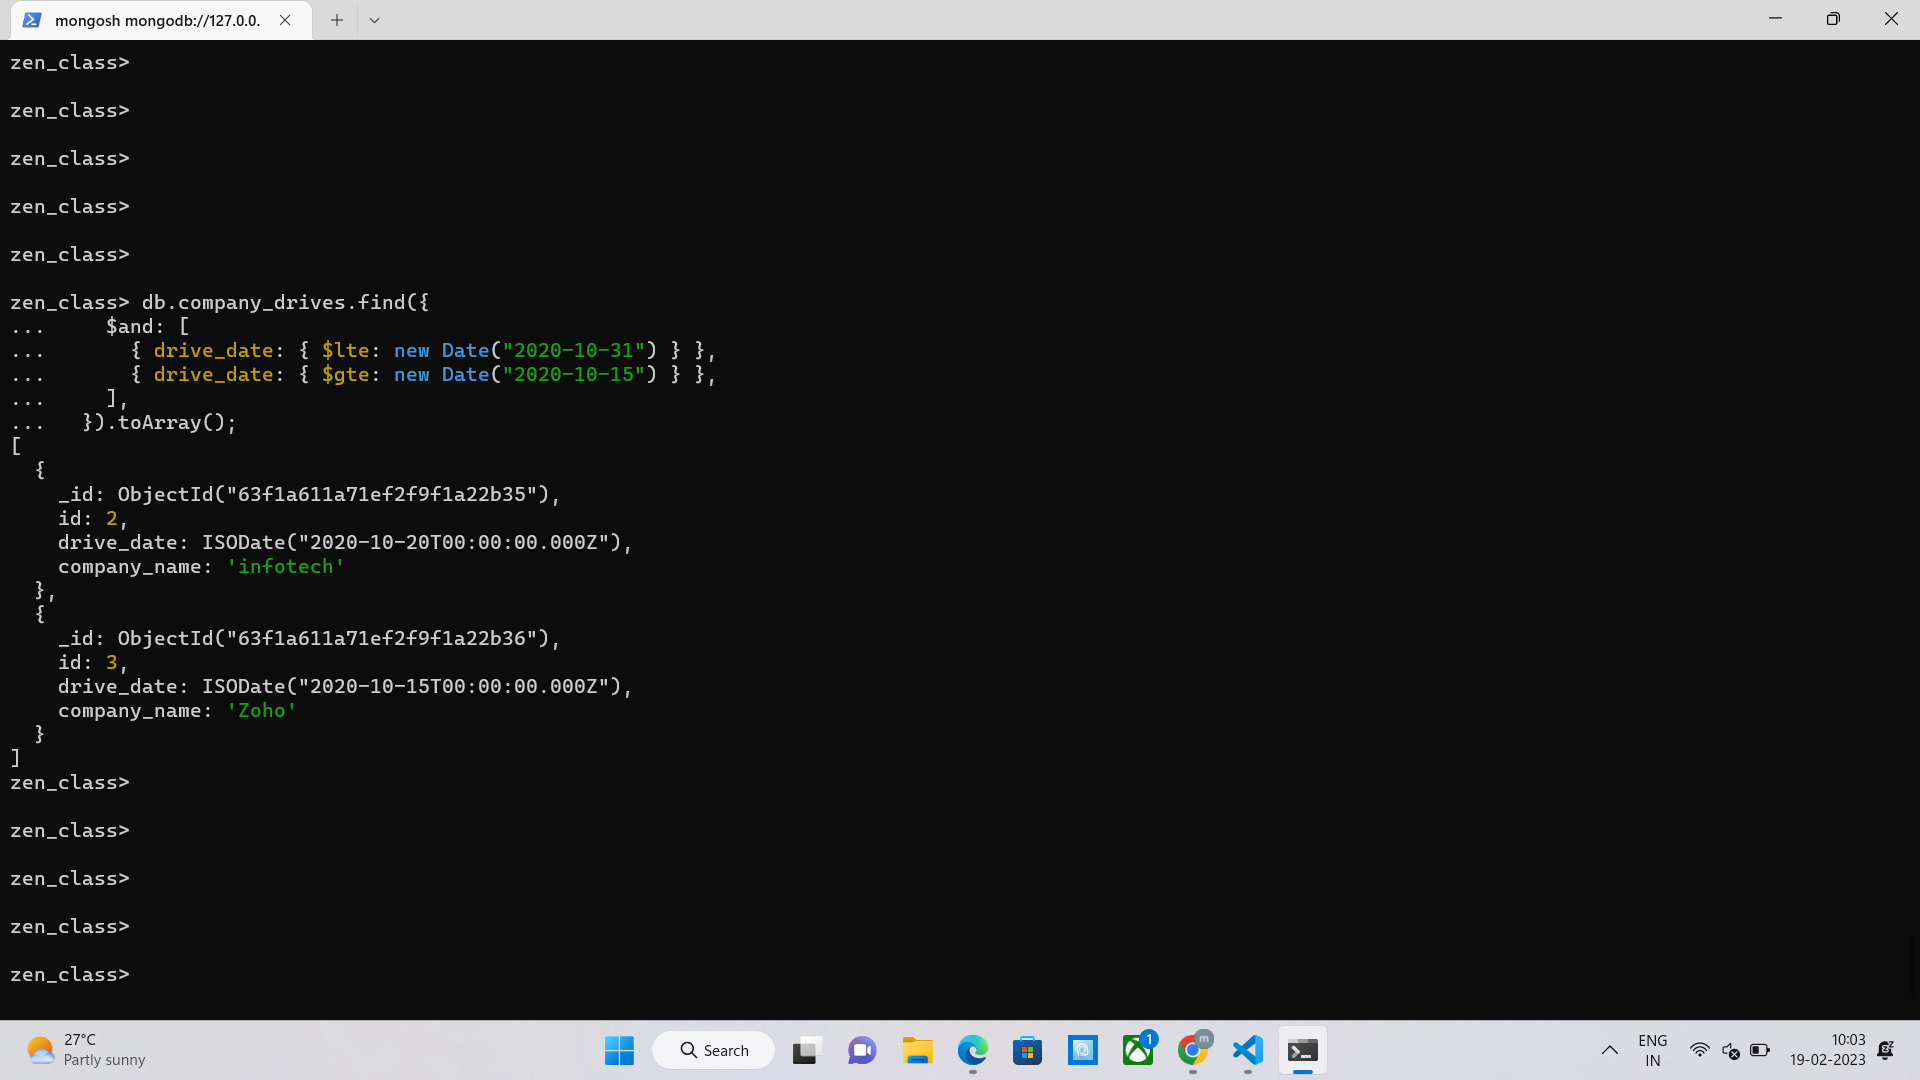 mongosh mongodb://127.0.0.
zen_class>
zen_class>
zen_class>
zen_class>
zen_class>
zen_class> db.company_drives.find({
...     $and: [
...       { drive_date: { $lte: new Date("2020-10-31") } },
...       { drive_date: { $gte: new Date("2020-10-15") } },
...     ],
...   }).toArray();
[
  {
    _id: ObjectId("63f1a611a71ef2f9f1a22b35"),
    id: 2,
    drive_date: ISODate("2020-10-20T00:00:00.000Z"),
    company_name: 'infotech'
  },
  {
    _id: ObjectId("63f1a611a71ef2f9f1a22b36"),
    id: 3,
    drive_date: ISODate("2020-10-15T00:00:00.000Z"),
    company_name: 'Zoho'
  }
]
zen_class>
zen_class>
zen_class>
zen_class>
zen_class>
27°C
Partly sunny
Search
1
m
ENG
IN
10:03
19-02-2023